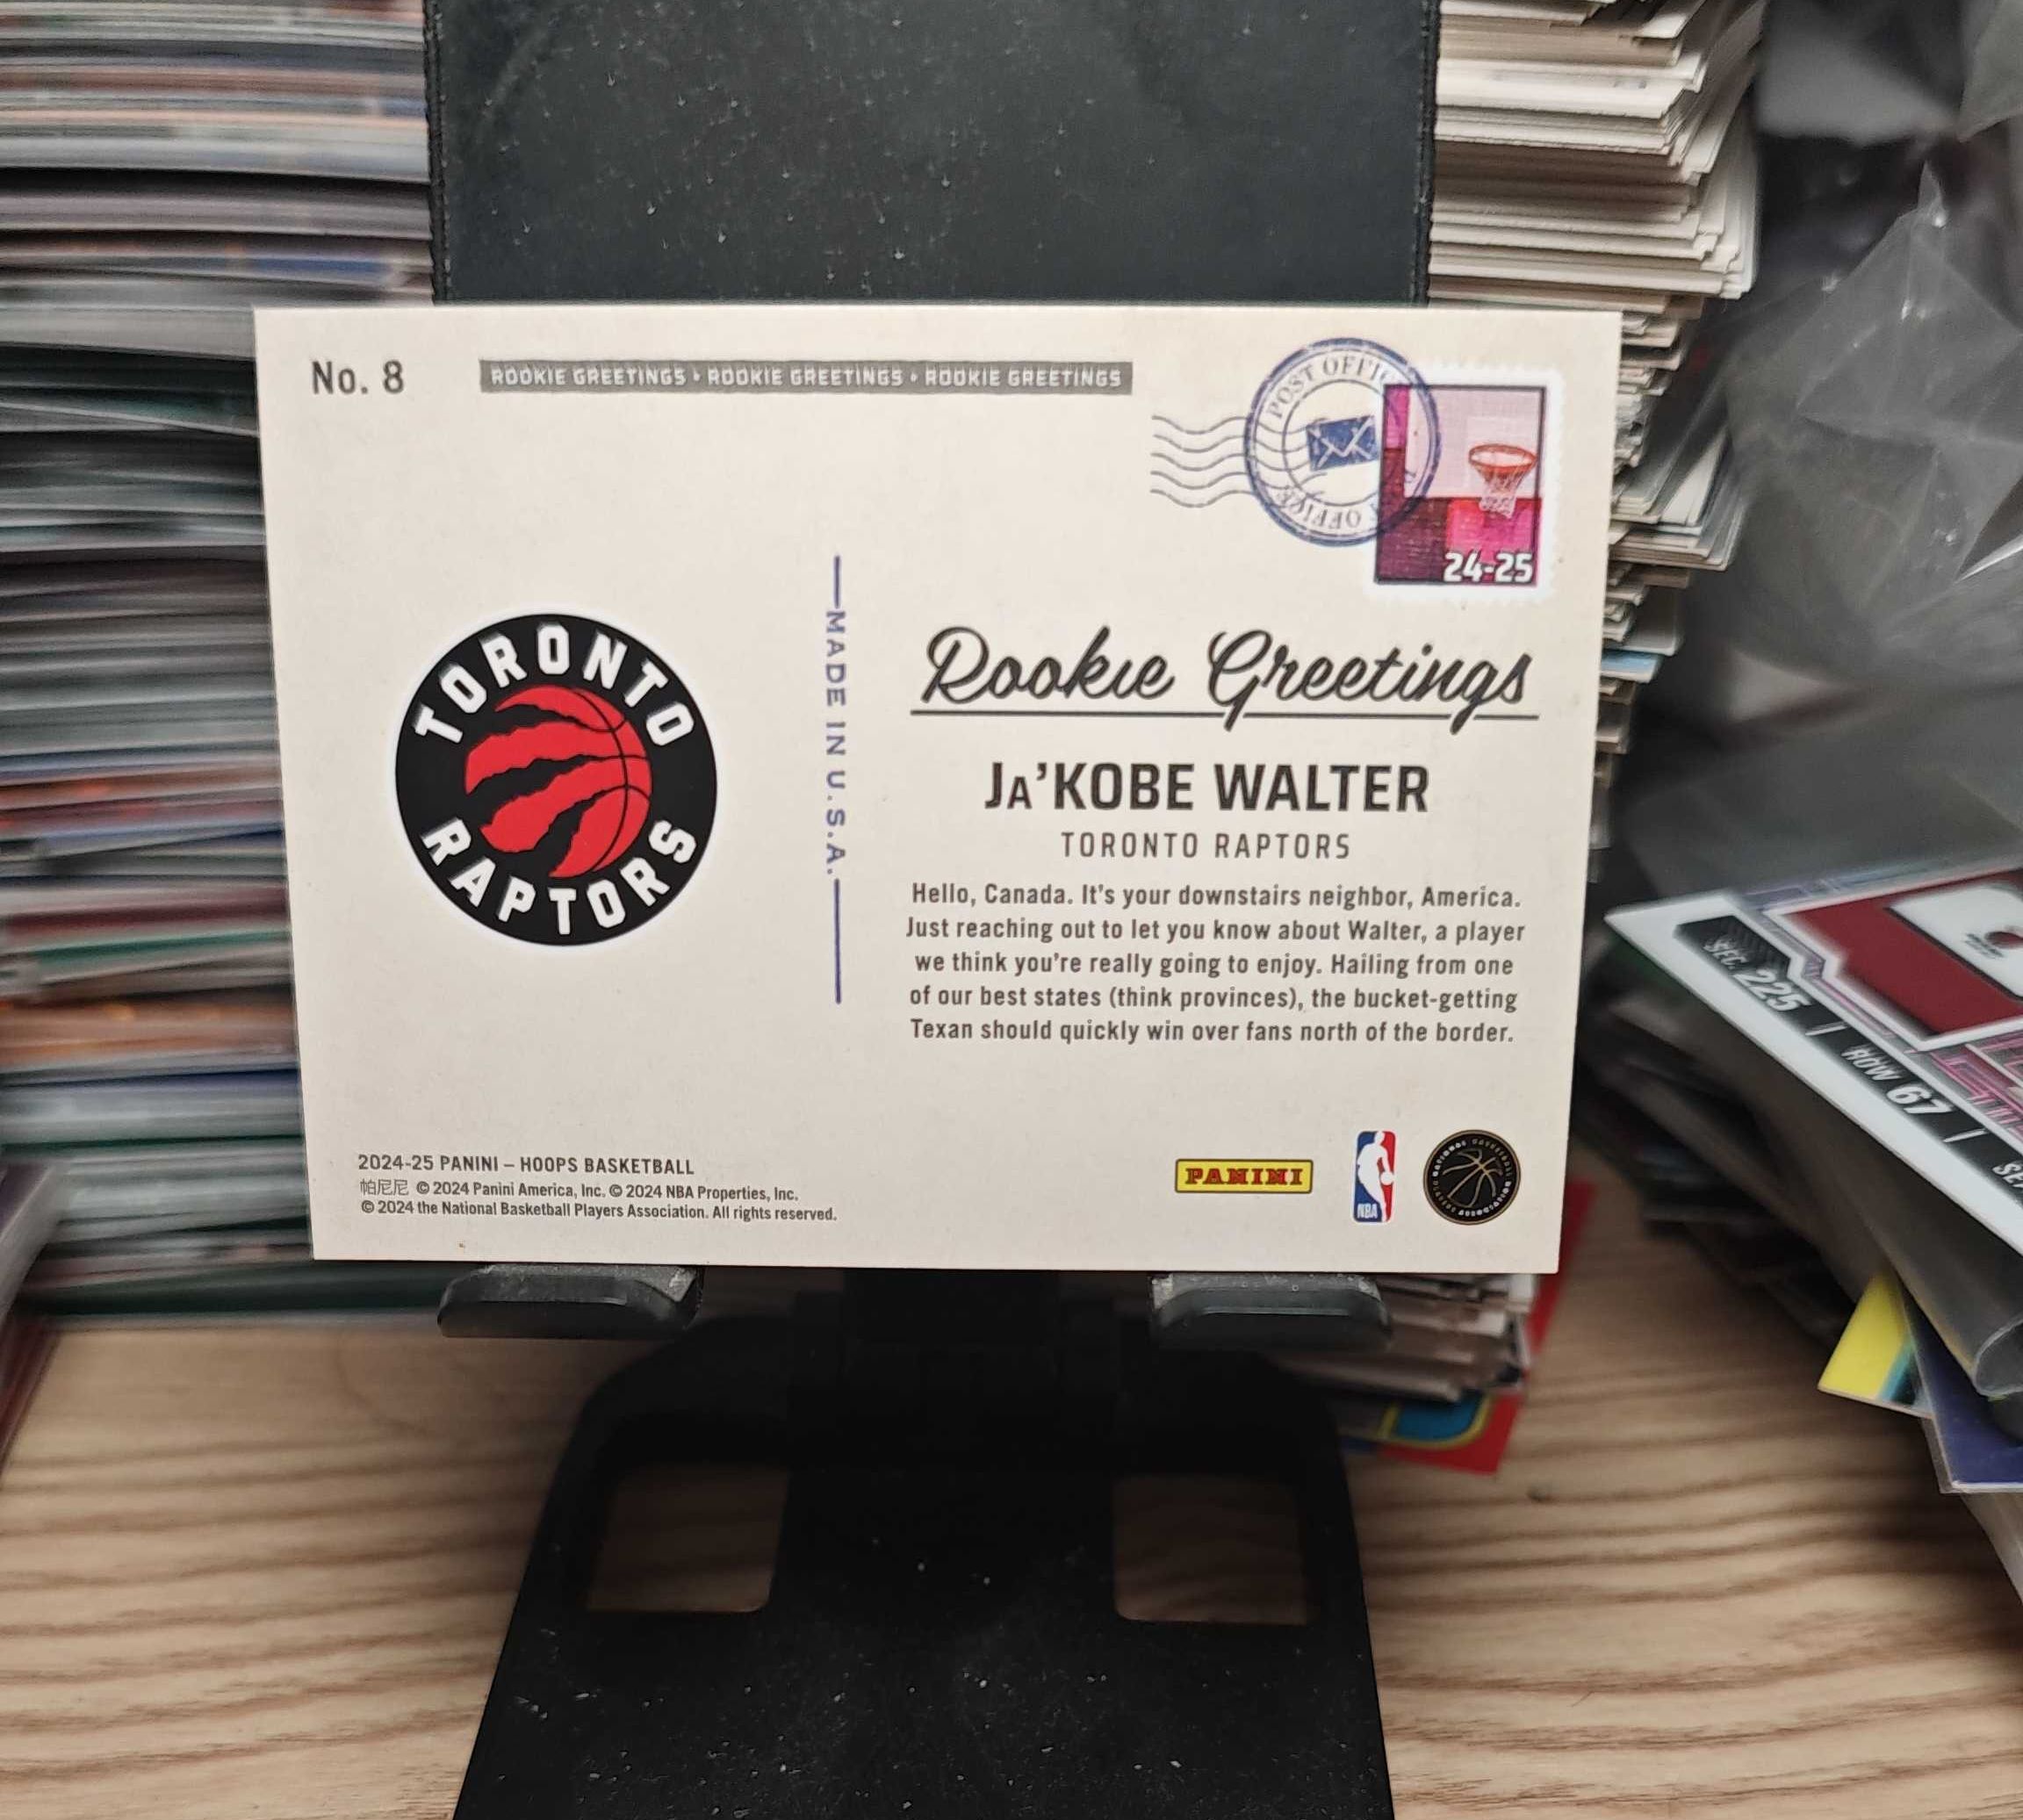 No. 8
ROOKIE GREETINGS • ROOKIE GREETINGS • ROOKIE GREETINGS
POST OFFIC
OFFICE
24-25
TORONTO
RAPTORS
MADE IN U.S.A.
Rookie Greetings
JA'KOBE WALTER
TORONTO RAPTORS
Hello, Canada. It's your downstairs neighbor, America.
Just reaching out to let you know about Walter, a player
we think you're really going to enjoy. Hailing from one
of our best states (think provinces), the bucket-getting
Texan should quickly win over fans north of the border.
2024-25 PANINI – HOOPS BASKETBALL
帕尼尼 © 2024 Panini America, Inc. © 2024 NBA Properties, Inc.
© 2024 the National Basketball Players Association. All rights reserved.
PANINI
NBA
NATIONAL BASKETBALL
SEC. 225 | ROW 67 |